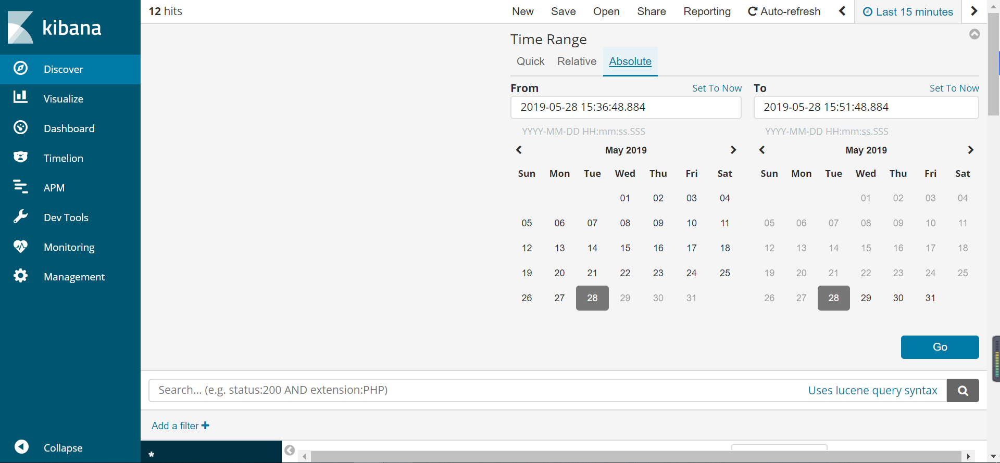 kibana
Discover
Visualize
Dashboard
Timelion
APM
Dev Tools
Monitoring
Management
Collapse
12 hits
New Save Open Share Reporting Auto-refresh Last 15 minutes
Time Range
Quick Relative Absolute
From Set To Now
2019-05-28 15:36:48.884
YYYY-MM-DD HH:mm:ss.SSS
May 2019
Sun Mon Tue Wed Thu Fri Sat
01 02 03 04
05 06 07 08 09 10 11
12 13 14 15 16 17 18
19 20 21 22 23 24 25
26 27 28 29 30 31
To Set To Now
2019-05-28 15:51:48.884
YYYY-MM-DD HH:mm:ss.SSS
May 2019
Sun Mon Tue Wed Thu Fri Sat
01 02 03 04
05 06 07 08 09 10 11
12 13 14 15 16 17 18
19 20 21 22 23 24 25
26 27 28 29 30 31
Go
Search... (e.g. status:200 AND extension:PHP) Uses lucene query syntax
Add a filter +
*